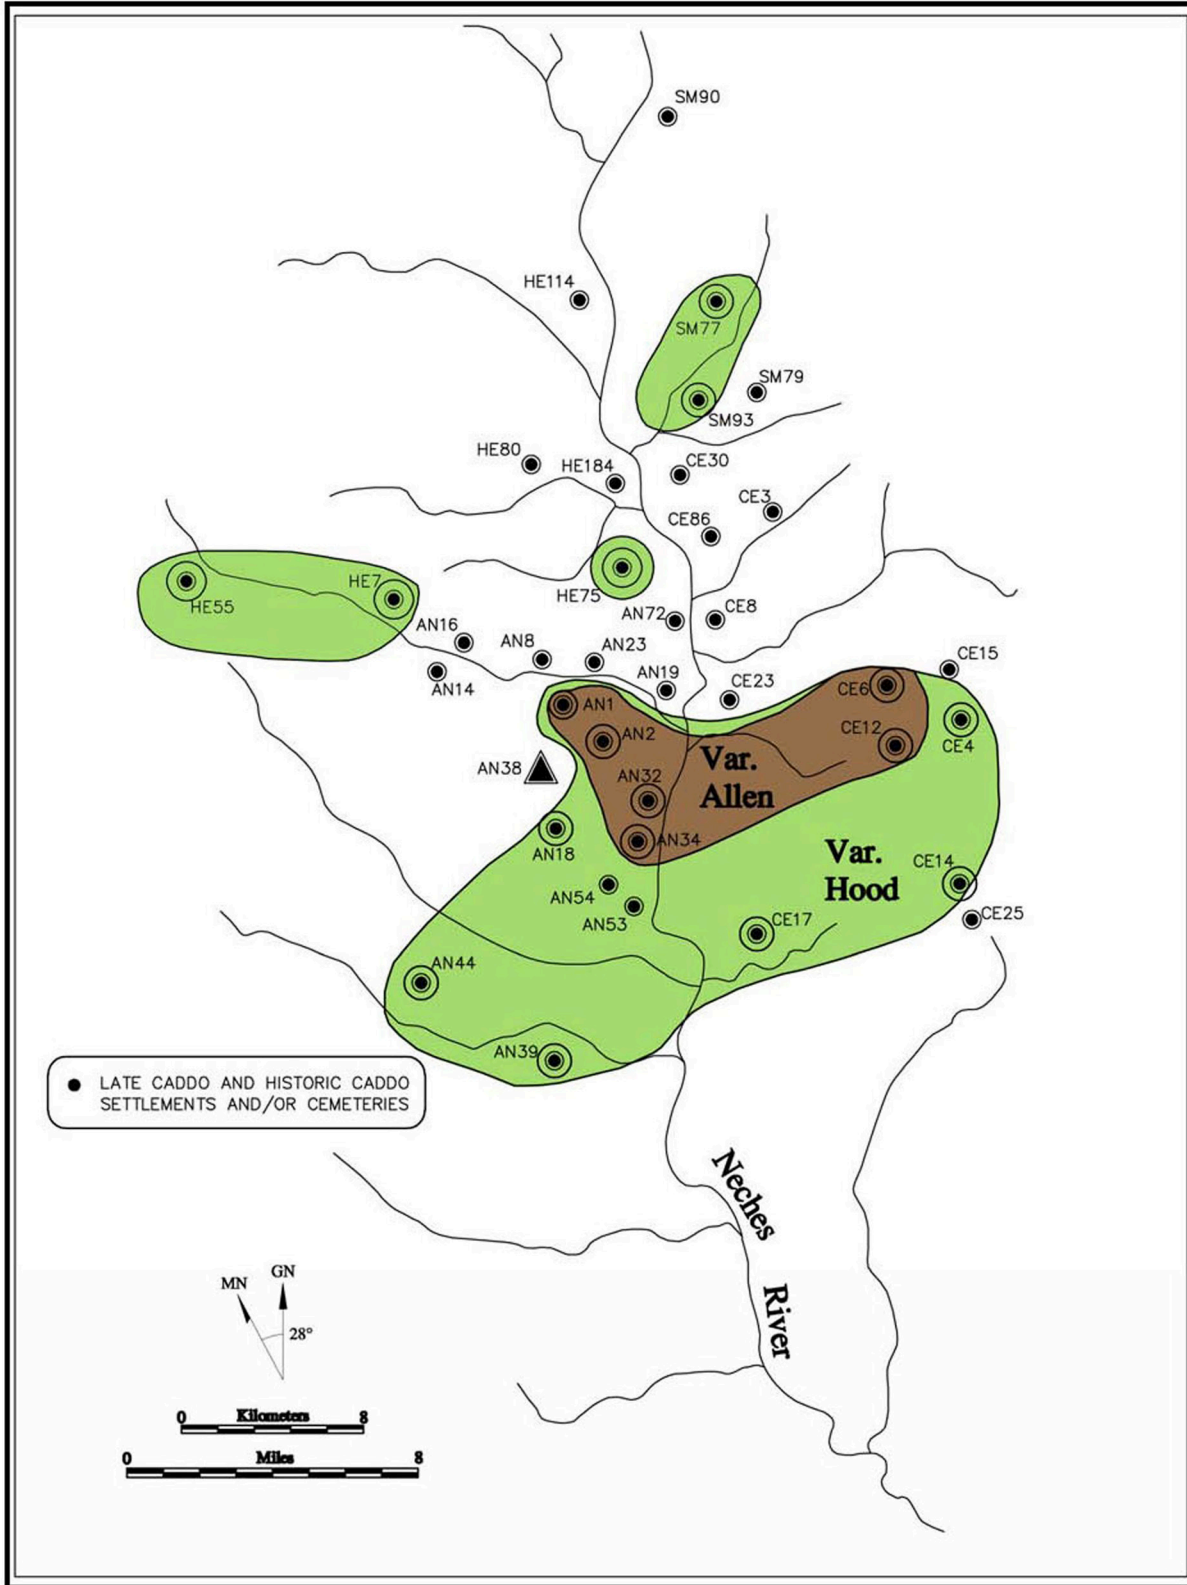 SM90
HE114
SM77
SM79
SM93
HE80
HE184
CE30
CE3
CE86
HE55
HE7
HE75
AN72
CE8
AN16
AN8
AN23
AN14
AN19
CE23
CE15
CE6
AN1
AN2
CE12
CE4
AN38
AN32
Var.
Allen
AN18
AN34
Var.
Hood
CE14
AN54
AN53
CE17
CE25
AN44
AN39
LATE CADDO AND HISTORIC CADDO
SETTLEMENTS AND/OR CEMETERIES
Neches
River
MN
GN
28°
0 Kilometers 8
0 Miles 8